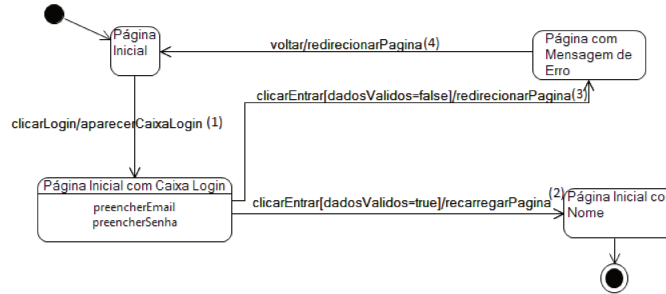 Página
Inicial
voltar/redirecionarPagina(4)
Página com
Mensagem de
Erro
clicarEntrar[dadosValidos=false]/redirecionarPagina(3)
clicarLogin/aparecerCaixaLogin (1)
Página Inicial com Caixa Login
preencherEmail
preencherSenha
clicarEntrar[dadosValidos=true]/recarregarPagina
(2)
Página Inicial co
Nome